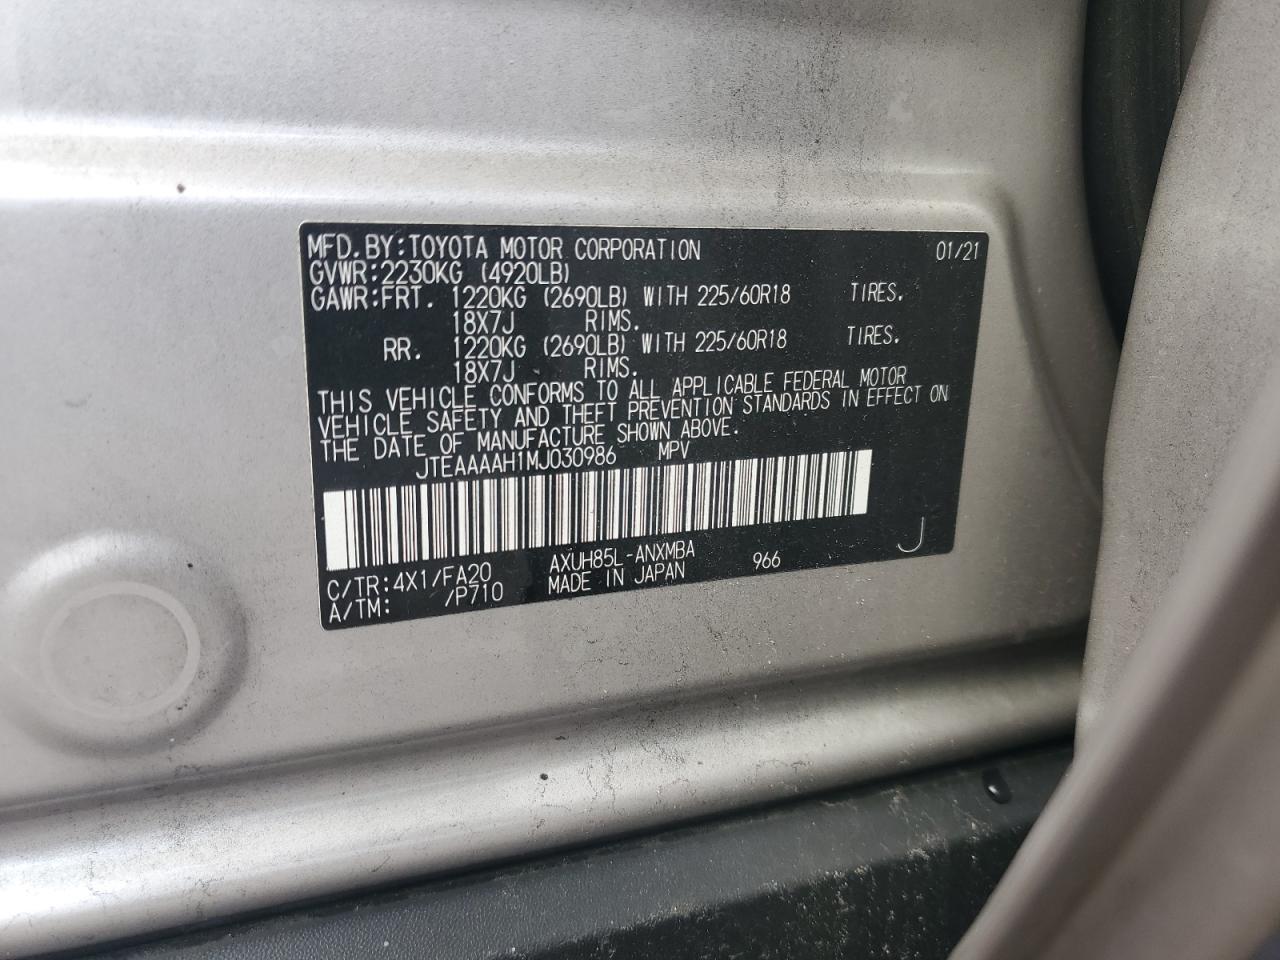 MFD.BY:TOYOTA MOTOR CORPORATION 01/21
GVWR:2230KG (4920LB)
GAWR:FRT. 1220KG (2690LB) WITH 225/60R18 TIRES.
18X7J RIMS.
RR. 1220KG (2690LB) WITH 225/60R18 TIRES.
18X7J RIMS.
THIS VEHICLE CONFORMS TO ALL APPLICABLE FEDERAL MOTOR
VEHICLE SAFETY AND THEFT PREVENTION STANDARDS IN EFFECT ON
THE DATE OF MANUFACTURE SHOWN ABOVE.
JTEAAAAH1MJ030986 MPV
C/TR:4X1/FA20 AXUH85L-ANXMBA 966 J
A/TM: /P710 MADE IN JAPAN